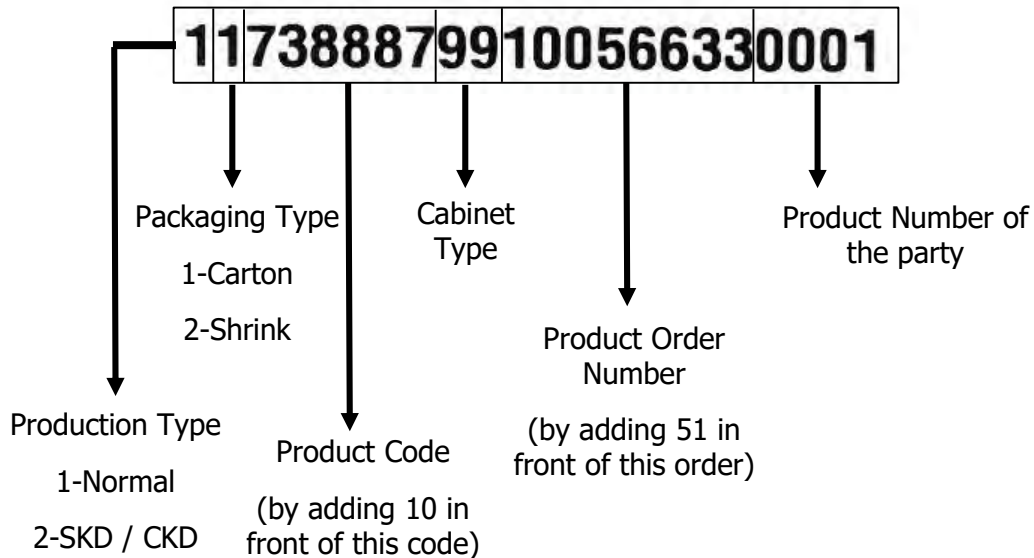 1173888799100566330001
Packaging Type
1-Carton
2-Shrink
Cabinet
Type
Product Number of
the party
Product Order
Number
(by adding 51 in
front of this order)
Production Type
1-Normal
2-SKD / CKD
Product Code
(by adding 10 in
front of this code)